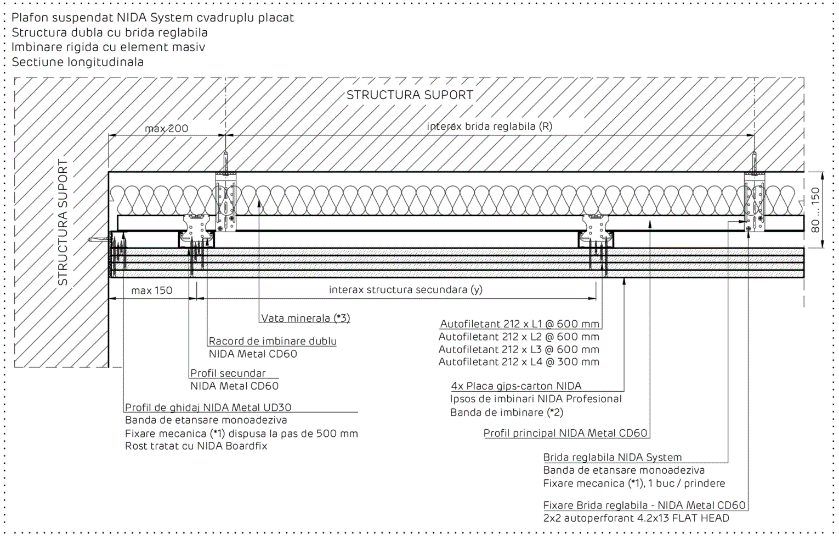 Plafon suspendat NIDA System cvadruplu placat
Structura dubla cu brida reglabila
Imbinare rigida cu element masiv
Sectiune longitudinala
STRUCTURA SUPORT
max 200
interax brida reglabila (R)
STRUCTURA SUPORT
80 ... 150
max 150
interax structura secundara (y)
Vata minerala (*3)
Racord de imbinare dublu
NIDA Metal CD60
Profil secundar
NIDA Metal CD60
Profil de ghidaj NIDA Metal UD30
Banda de etansare monoadeziva
Fixare mecanica (*1) dispusa la pas de 500 mm
Rost tratat cu NIDA Boardfix
Autofiletant 212 x L1 @ 600 mm
Autofiletant 212 x L2 @ 600 mm
Autofiletant 212 x L3 @ 600 mm
Autofiletant 212 x L4 @ 300 mm
4x Placa gips-carton NIDA
Ipsos de imbinari NIDA Profesional
Banda de imbinare (*2)
Profil principal NIDA Metal CD60
Brida reglabila NIDA System
Banda de etansare monoadeziva
Fixare mecanica (*1), 1 buc / prindere
Fixare Brida reglabila - NIDA Metal CD60
2x2 autoperforant 4.2x13 FLAT HEAD